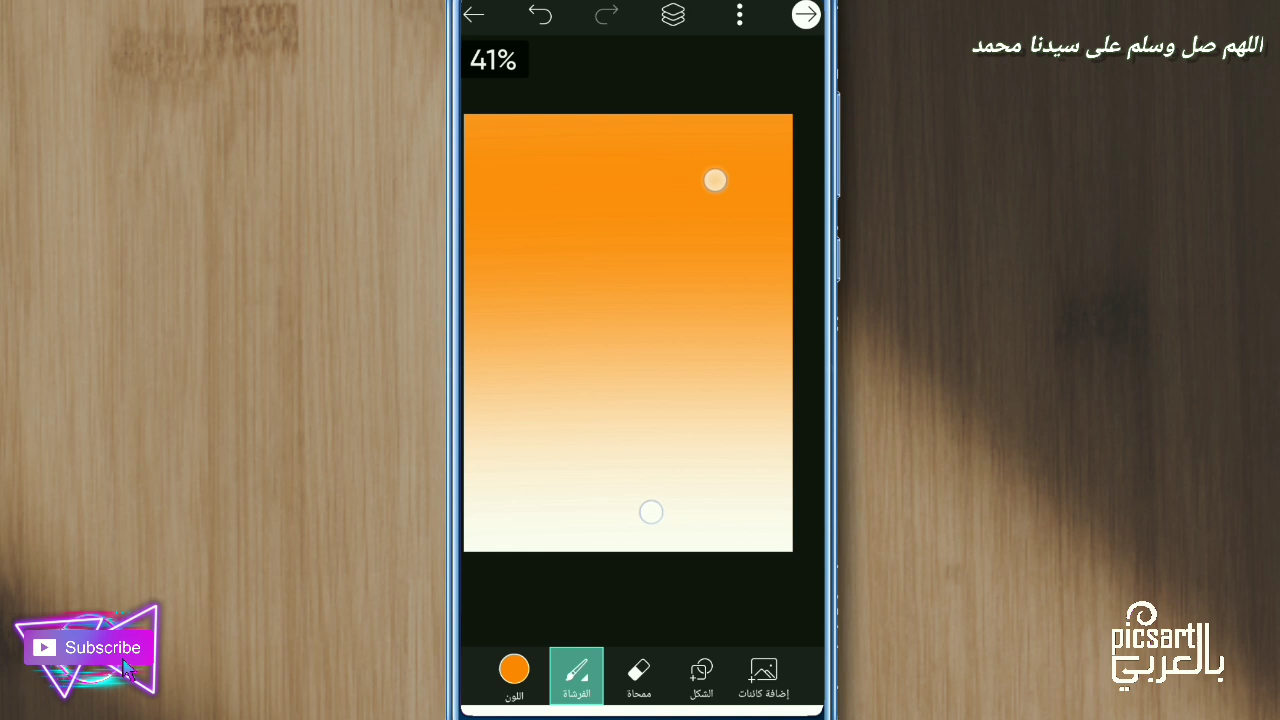 اللهم صل وسلم على سيدنا محمد
41%
اللون
الفرشاة
ممحاة
الشكل
إضافة كائنات
Subscribe
picsart
بالعربي